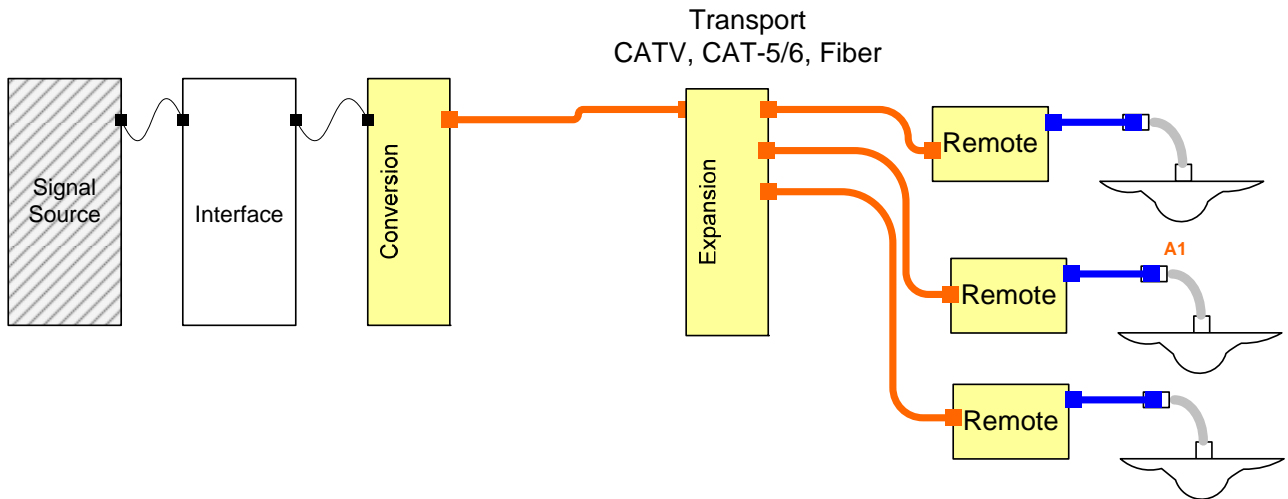 Transport
CATV, CAT-5/6, Fiber
Signal
Source
Interface
Conversion
Expansion
Remote
A1
Remote
Remote